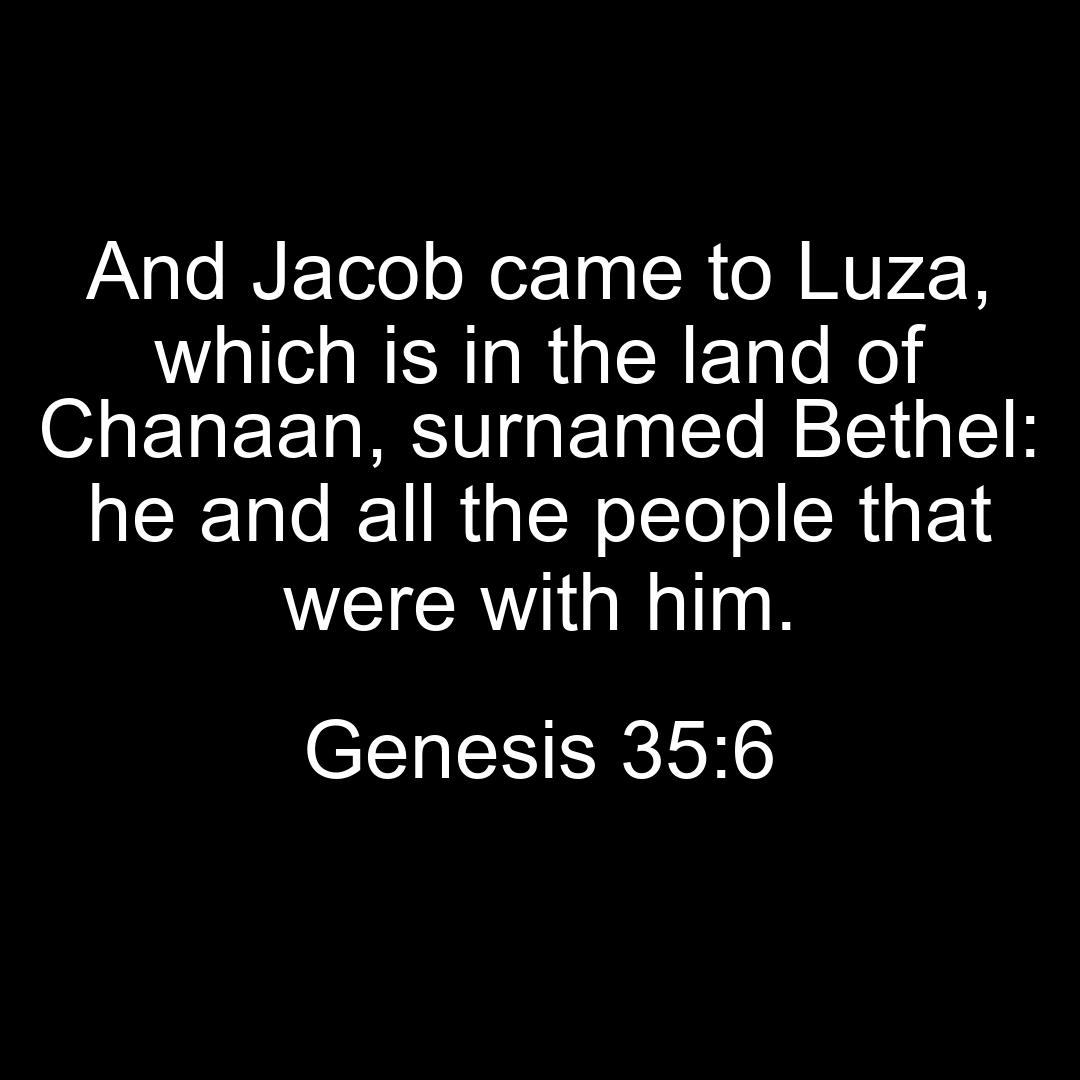 And Jacob came to Luza,
which is in the land of
Chanaan, surnamed Bethel:
he and all the people that
were with him.
Genesis 35:6